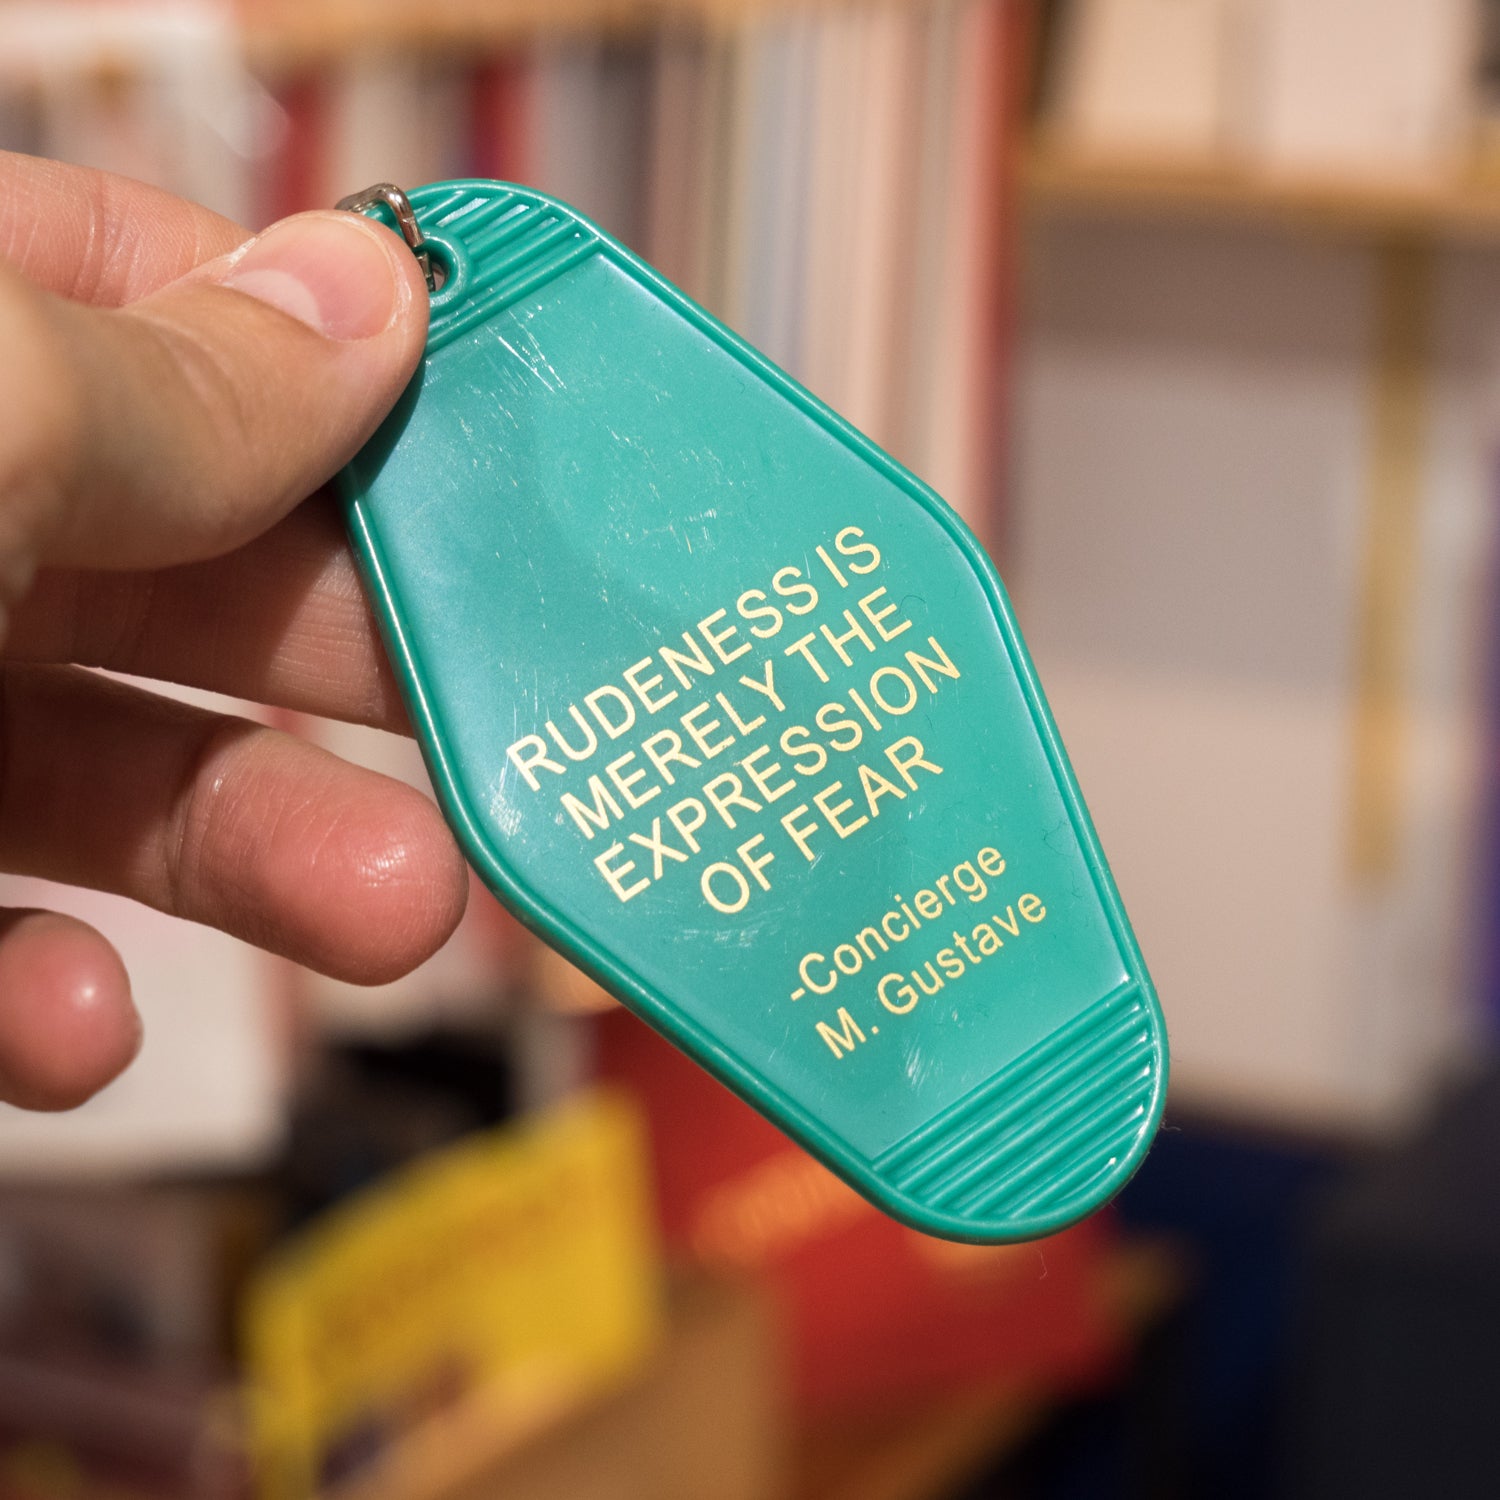 RUDENESS IS
MERELY THE
EXPRESSION
OF FEAR
-Concierge
M. Gustave